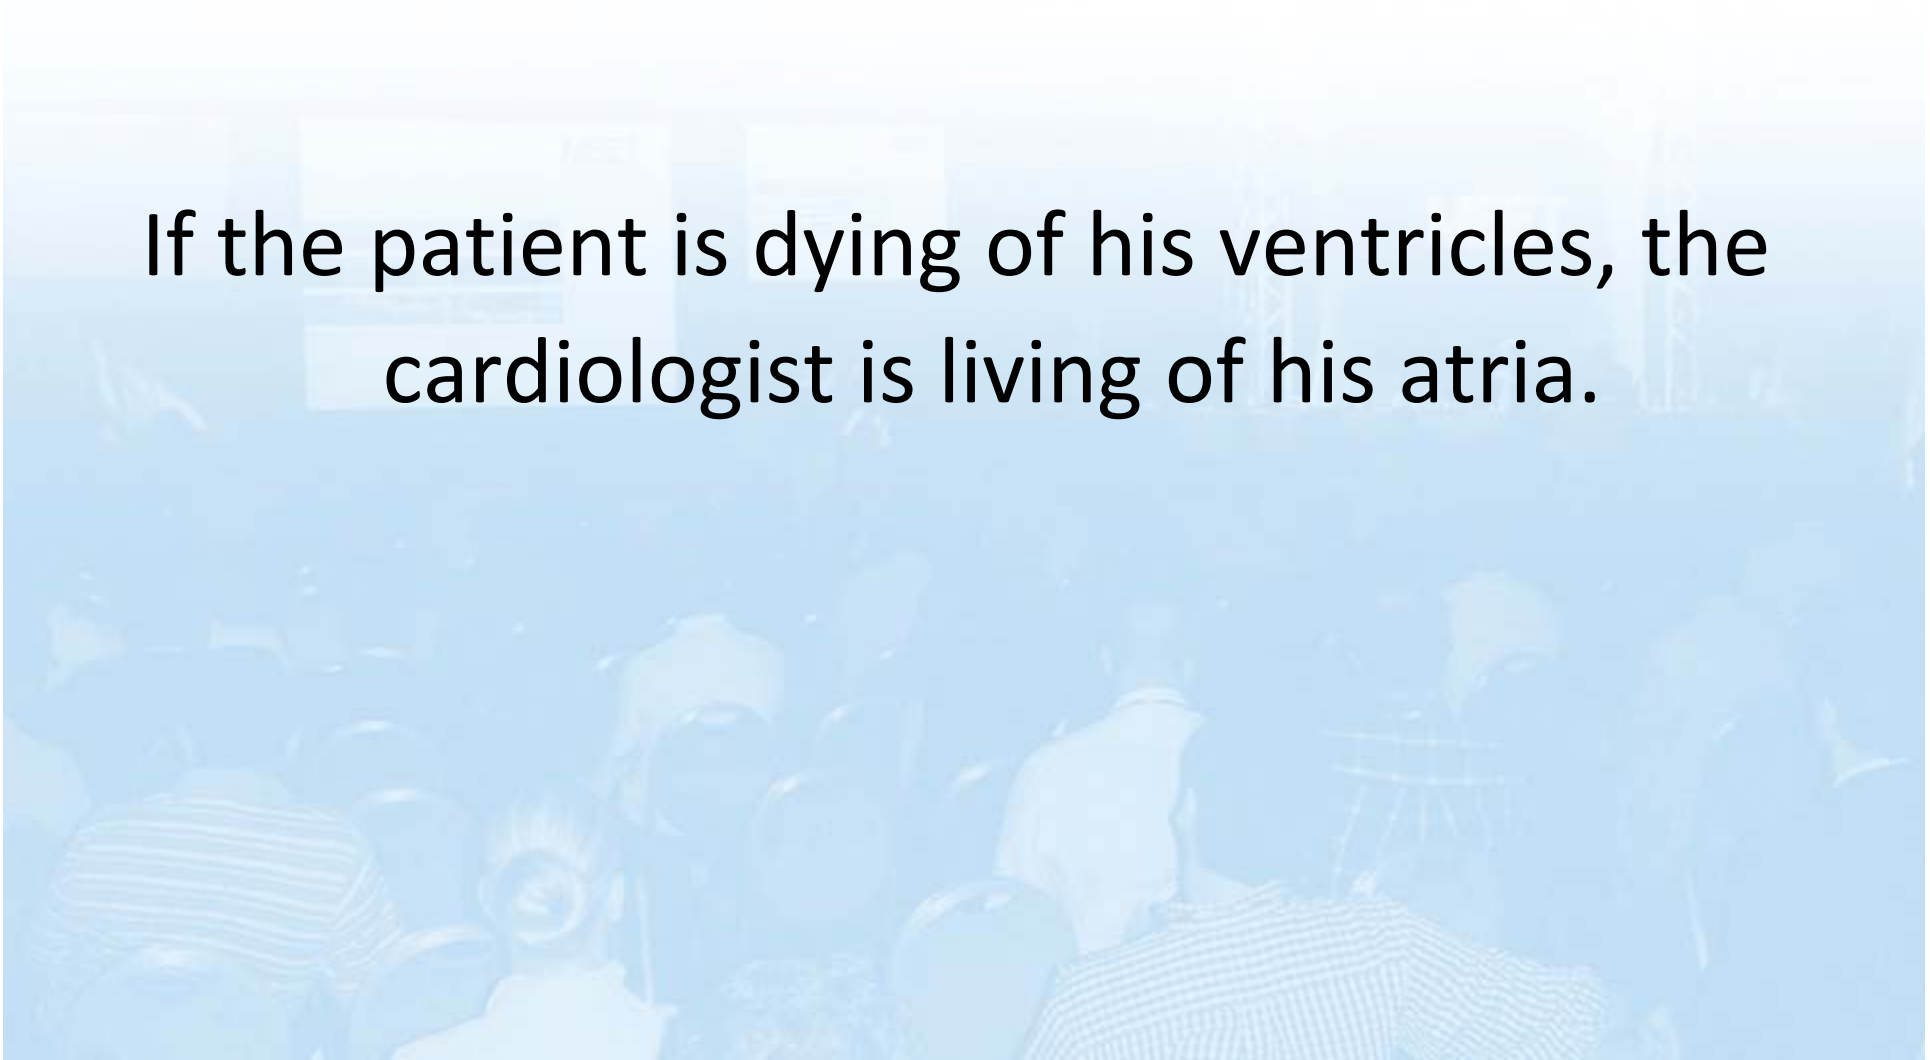 If the patient is dying of his ventricles, the
cardiologist is living of his atria.